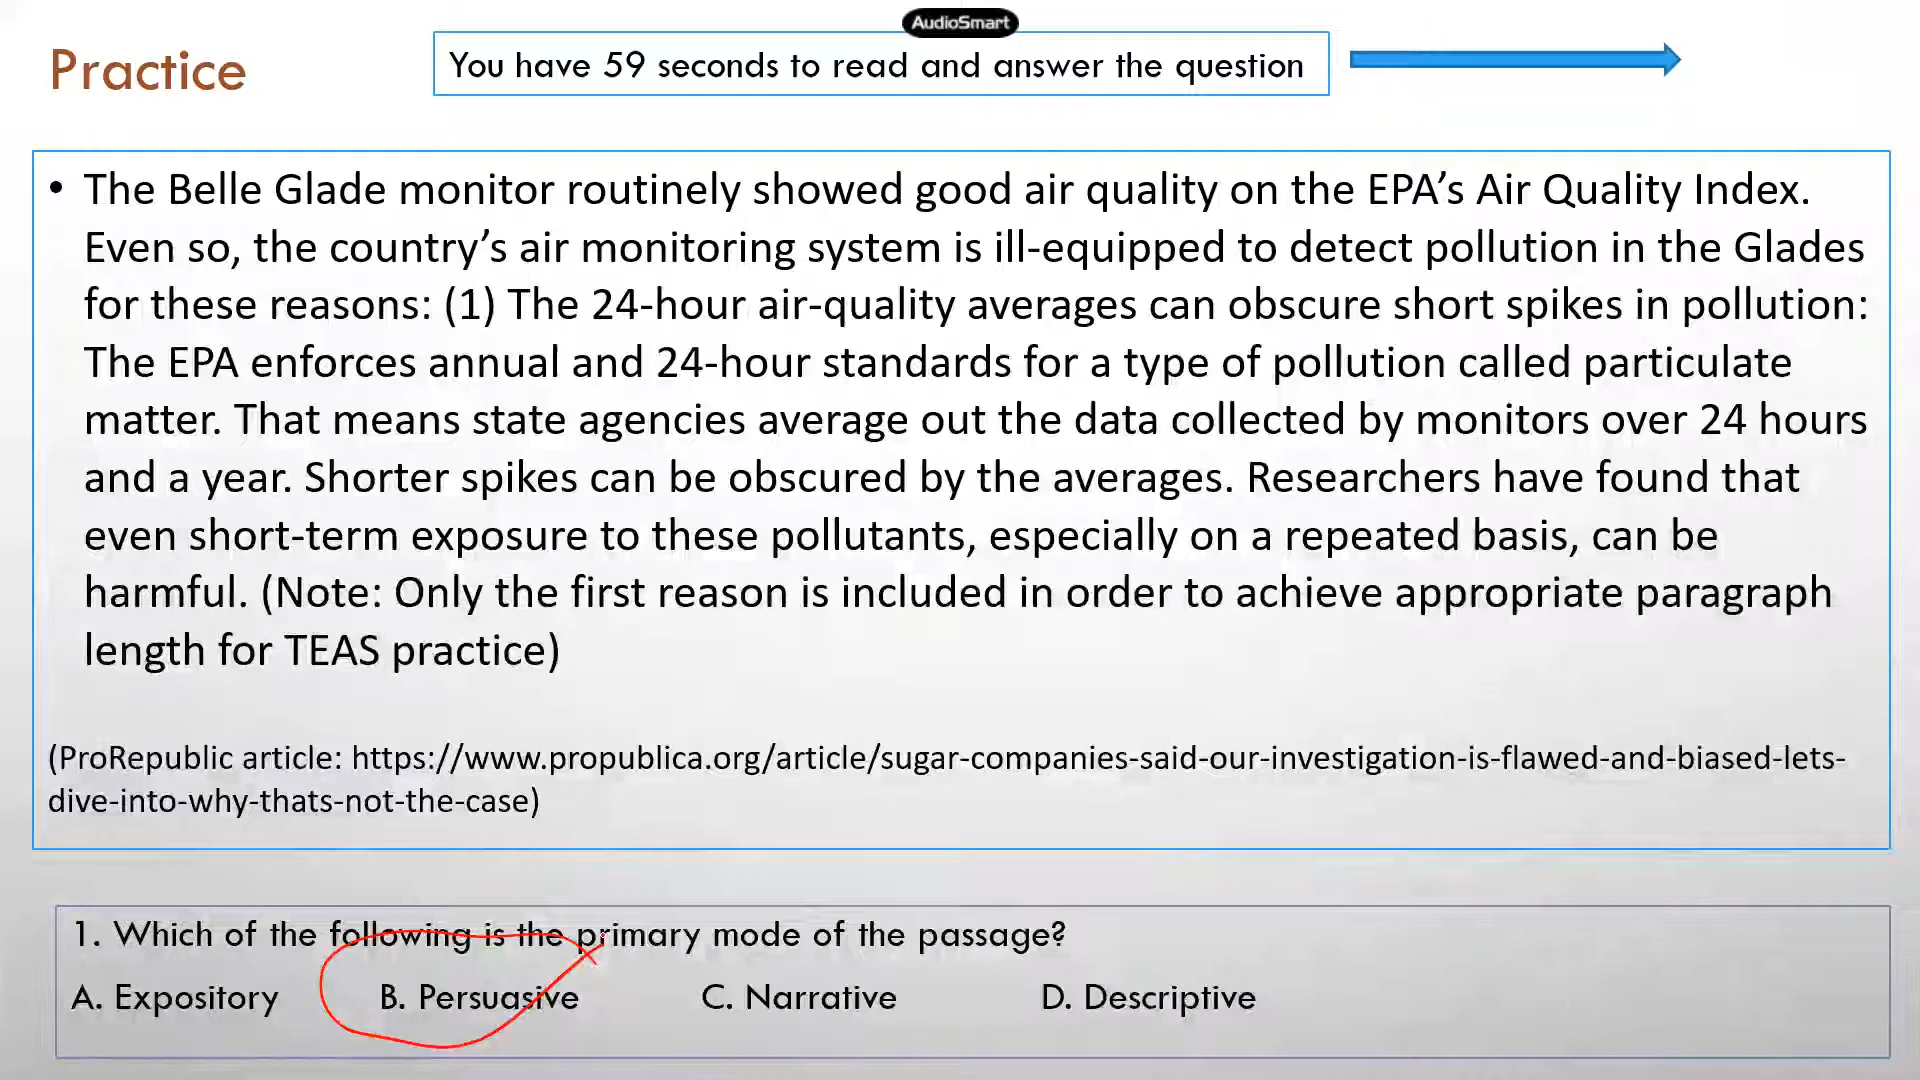 AudioSmart
Practice
You have 59 seconds to read and answer the question
• The Belle Glade monitor routinely showed good air quality on the EPA’s Air Quality Index.
Even so, the country’s air monitoring system is ill-equipped to detect pollution in the Glades
for these reasons: (1) The 24-hour air-quality averages can obscure short spikes in pollution:
The EPA enforces annual and 24-hour standards for a type of pollution called particulate
matter. That means state agencies average out the data collected by monitors over 24 hours
and a year. Shorter spikes can be obscured by the averages. Researchers have found that
even short-term exposure to these pollutants, especially on a repeated basis, can be
harmful. (Note: Only the first reason is included in order to achieve appropriate paragraph
length for TEAS practice)
(ProRepublic article: https://www.propublica.org/article/sugar-companies-said-our-investigation-is-flawed-and-biased-lets-
dive-into-why-thats-not-the-case)
1. Which of the following is the primary mode of the passage?
A. Expository B. Persuasive C. Narrative D. Descriptive